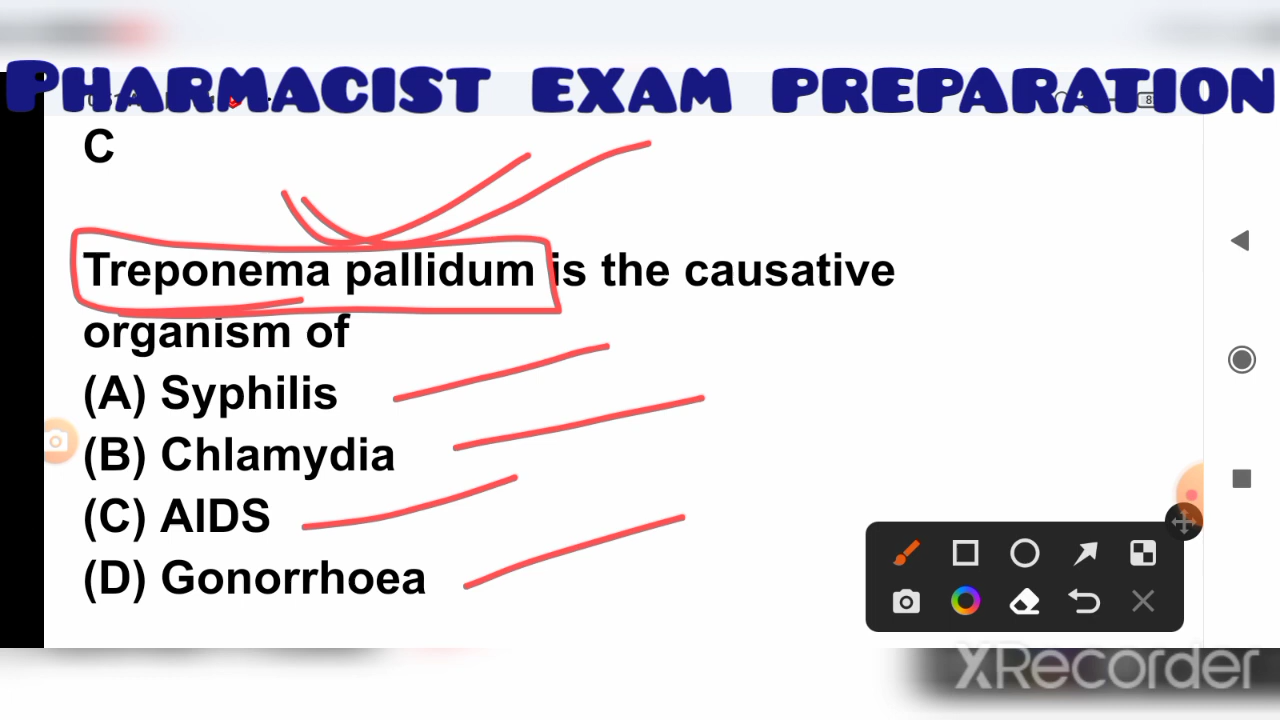 PHARMACIST EXAM PREPARATION
C
Treponema pallidum is the causative
organism of
(A) Syphilis
(B) Chlamydia
(C) AIDS
(D) Gonorrhoea
XRecorder